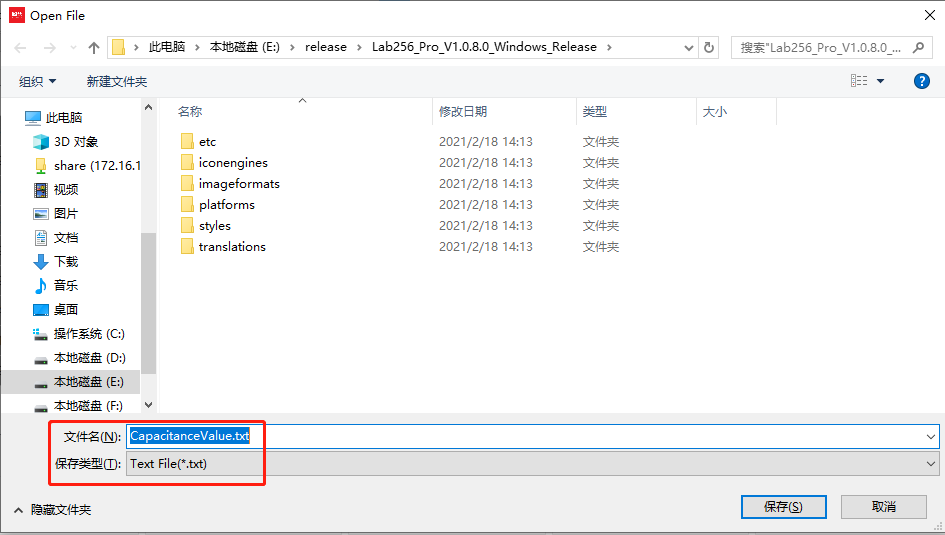 Open File
此电脑 > 本地磁盘 (E:) > release > Lab256_Pro_V1.0.8.0_Windows_Release >
搜索"Lab256_Pro_V1.0.8.0_...
组织 新建文件夹
此电脑
3D 对象
share (172.16.1
视频
图片
文档
下载
音乐
桌面
操作系统 (C:)
本地磁盘 (D:)
本地磁盘 (E:)
本地磁盘 (F:)
名称 修改日期 类型 大小
etc 2021/2/18 14:13 文件夹
iconengines 2021/2/18 14:13 文件夹
imageformats 2021/2/18 14:13 文件夹
platforms 2021/2/18 14:13 文件夹
styles 2021/2/18 14:13 文件夹
translations 2021/2/18 14:13 文件夹
文件名(N): CapacitanceValue.txt
保存类型(T): Text File(*.txt)
隐藏文件夹
保存(S) 取消